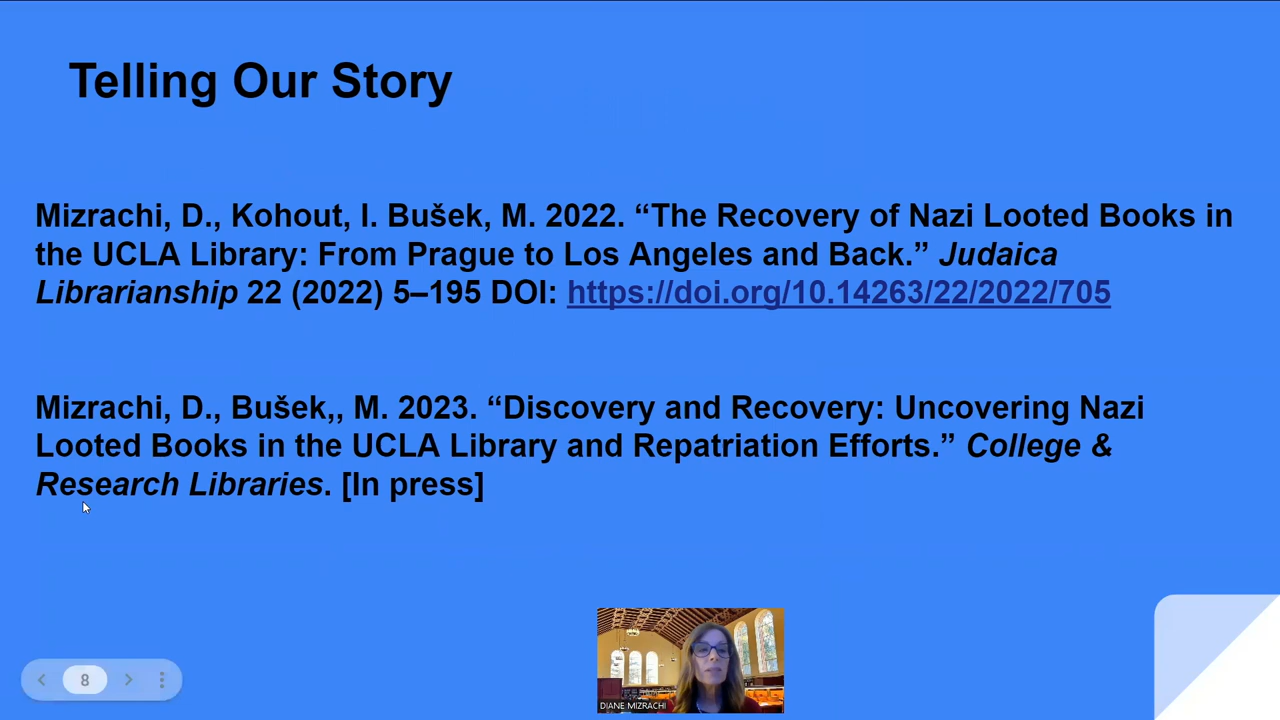 Telling Our Story
Mizrachi, D., Kohout, I. Bušek, M. 2022. “The Recovery of Nazi Looted Books in
the UCLA Library: From Prague to Los Angeles and Back.” Judaica
Librarianship 22 (2022) 5–195 DOI: https://doi.org/10.14263/22/2022/705
Mizrachi, D., Bušek,, M. 2023. “Discovery and Recovery: Uncovering Nazi
Looted Books in the UCLA Library and Repatriation Efforts.” College &
Research Libraries. [In press]
8
DIANE MIZRACHI